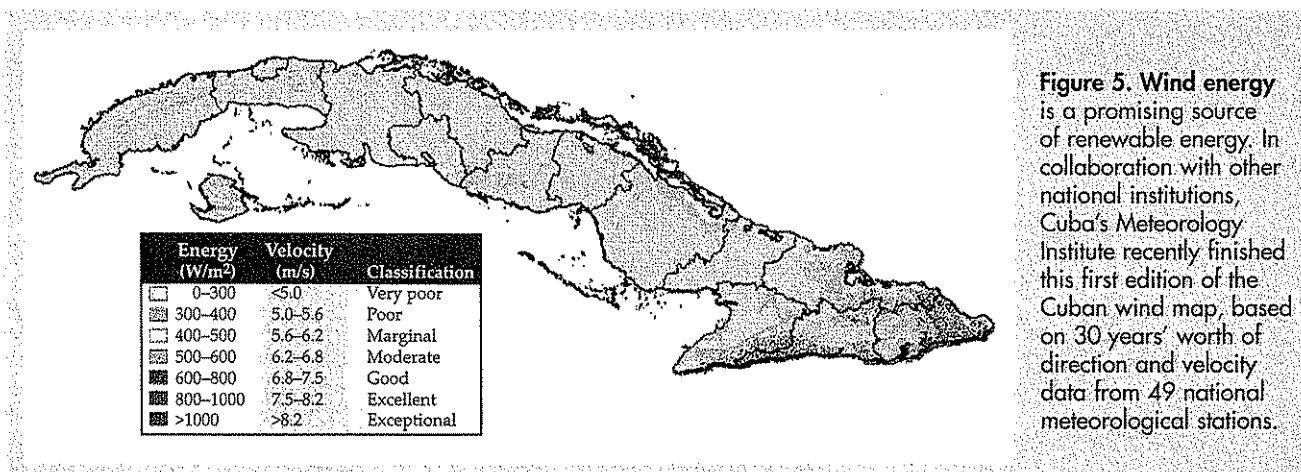 Energy Velocity
(W/m2) (m/s) Classification
0–300 <5.0 Very poor
300–400 5.0–5.6 Poor
400–500 5.6–6.2 Marginal
500–600 6.2–6.8 Moderate
600–800 6.8–7.5 Good
800–1000 7.5–8.2 Excellent
>1000 >8.2 Exceptional
Figure 5. Wind energy
is a promising source
of renewable energy. In
collaboration with other
national institutions,
Cuba's Meteorology
Institute recently finished
this first edition of the
Cuban wind map, based
on 30 years' worth of
direction and velocity
data from 49 national
meteorological stations.